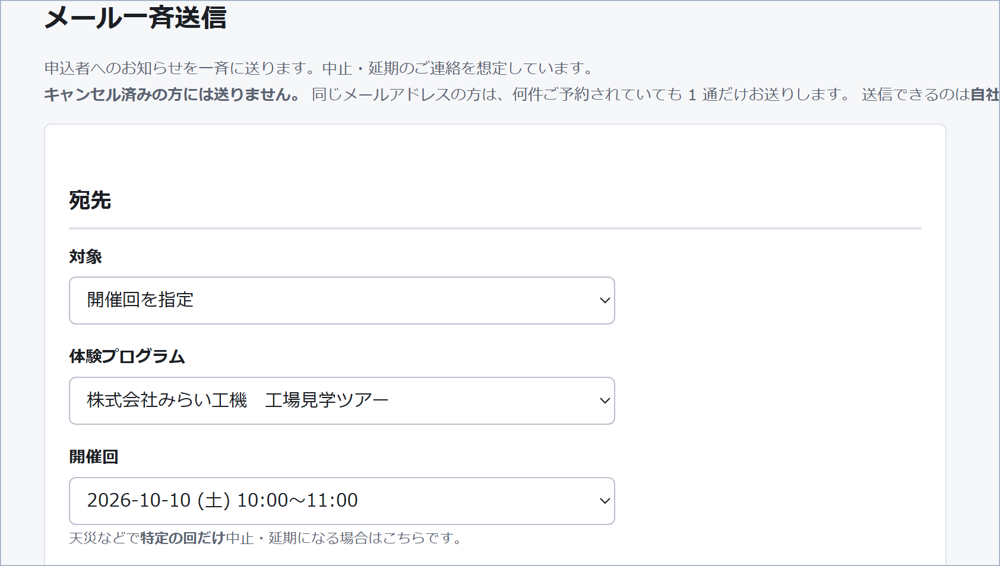 メール一斉送信
申込者へのお知らせを一斉に送ります。中止・延期のご連絡を想定しています。
キャンセル済みの方には送りません。 同じメールアドレスの方は、何件ご予約されていても 1 通だけお送りします。 送信できるのは自社
宛先
対象
開催回を指定
体験プログラム
株式会社みらい工機　工場見学ツアー
開催回
2026-10-10 (土) 10:00～11:00
天災などで特定の回だけ中止・延期になる場合はこちらです。